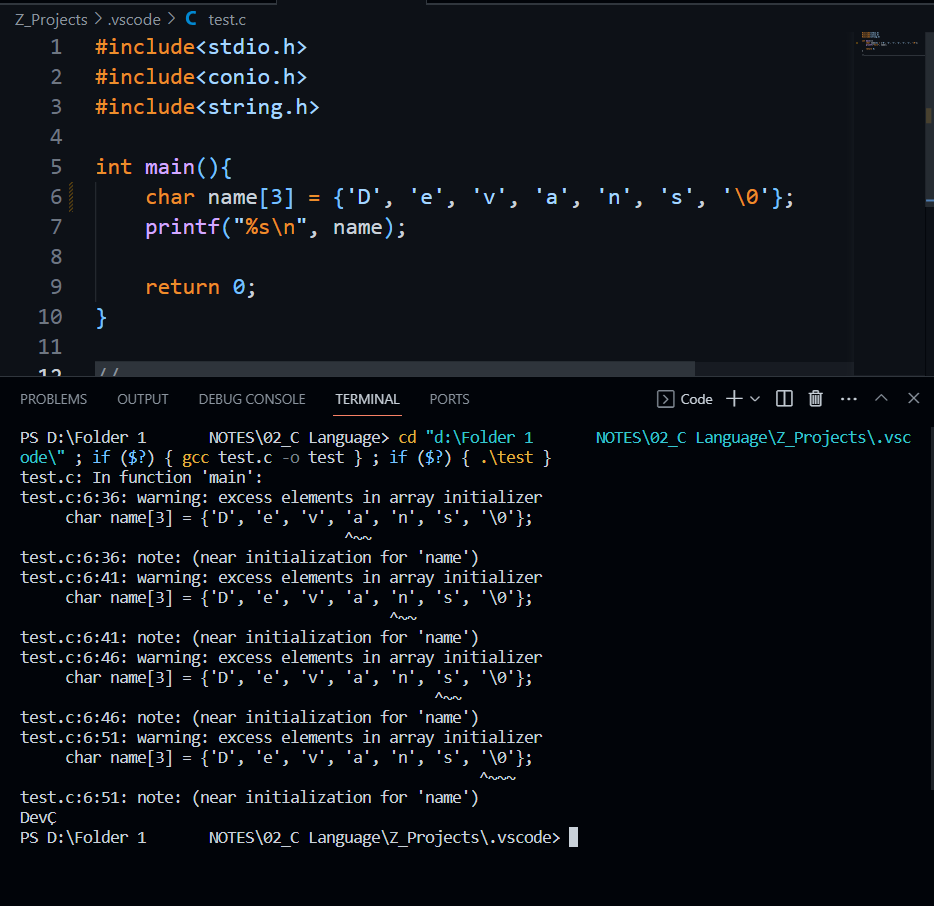 Z_Projects > .vscode > C test.c
1 #include<stdio.h>
2 #include<conio.h>
3 #include<string.h>
4
5 int main(){
6     char name[3] = {'D', 'e', 'v', 'a', 'n', 's', '\0'};
7     printf("%s\n", name);
8
9     return 0;
10 }
11
12 //
PROBLEMS OUTPUT DEBUG CONSOLE TERMINAL PORTS Code
PS D:\Folder 1       NOTES\02_C Language> cd "d:\Folder 1       NOTES\02_C Language\Z_Projects\.vsc
ode\" ; if ($?) { gcc test.c -o test } ; if ($?) { .\test }
test.c: In function 'main':
test.c:6:36: warning: excess elements in array initializer
     char name[3] = {'D', 'e', 'v', 'a', 'n', 's', '\0'};
                                    ^~~
test.c:6:36: note: (near initialization for 'name')
test.c:6:41: warning: excess elements in array initializer
     char name[3] = {'D', 'e', 'v', 'a', 'n', 's', '\0'};
                                         ^~~
test.c:6:41: note: (near initialization for 'name')
test.c:6:46: warning: excess elements in array initializer
     char name[3] = {'D', 'e', 'v', 'a', 'n', 's', '\0'};
                                              ^~~
test.c:6:46: note: (near initialization for 'name')
test.c:6:51: warning: excess elements in array initializer
     char name[3] = {'D', 'e', 'v', 'a', 'n', 's', '\0'};
                                                   ^~~~
test.c:6:51: note: (near initialization for 'name')
DevÇ
PS D:\Folder 1       NOTES\02_C Language\Z_Projects\.vscode>